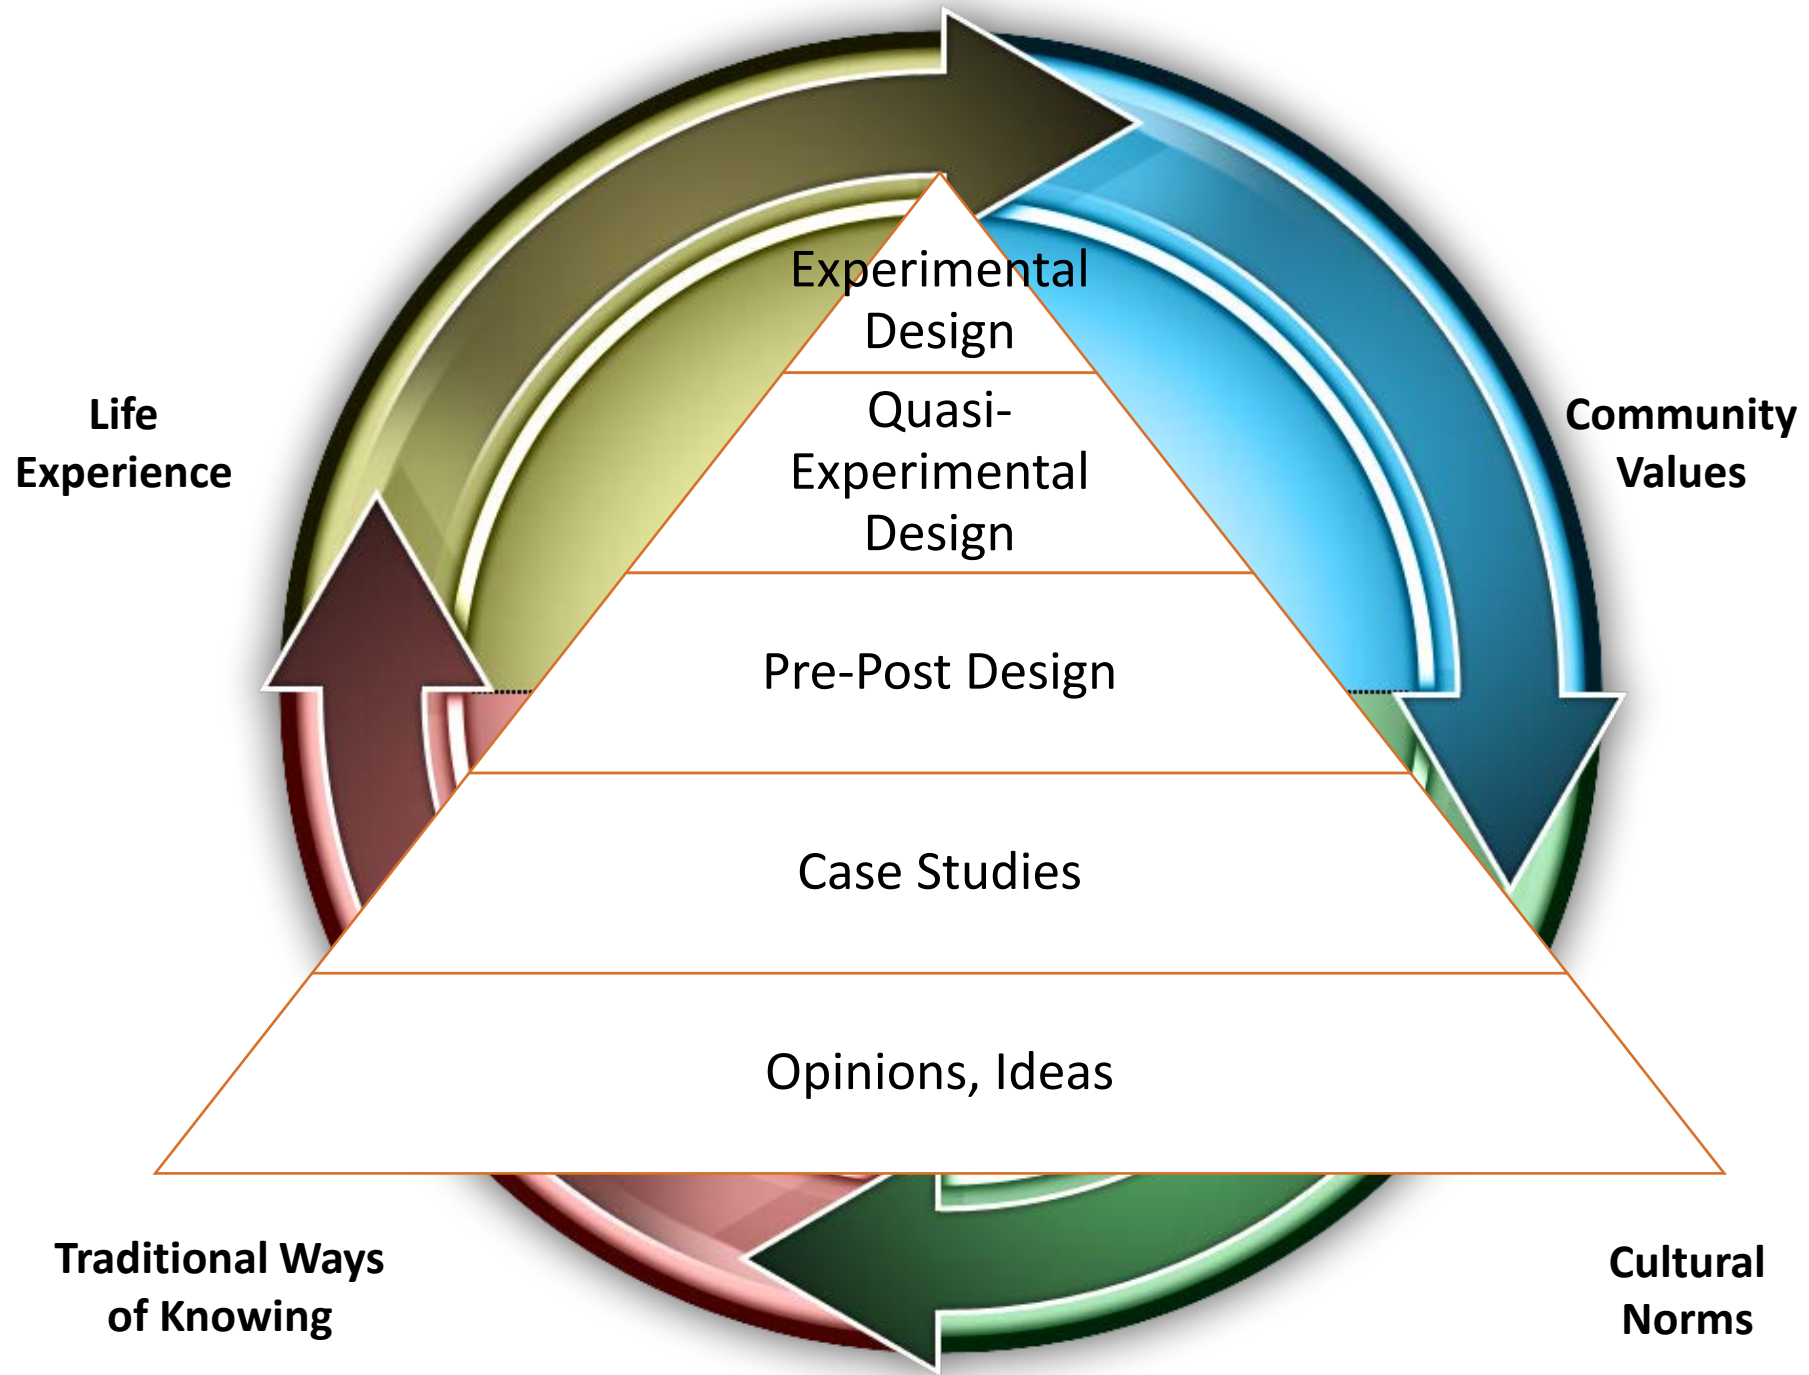 Experimental
Design
Quasi-
Experimental
Design
Life
Experience
Community
Values
Pre-Post Design
Case Studies
Opinions, Ideas
Traditional Ways
of Knowing
Cultural
Norms